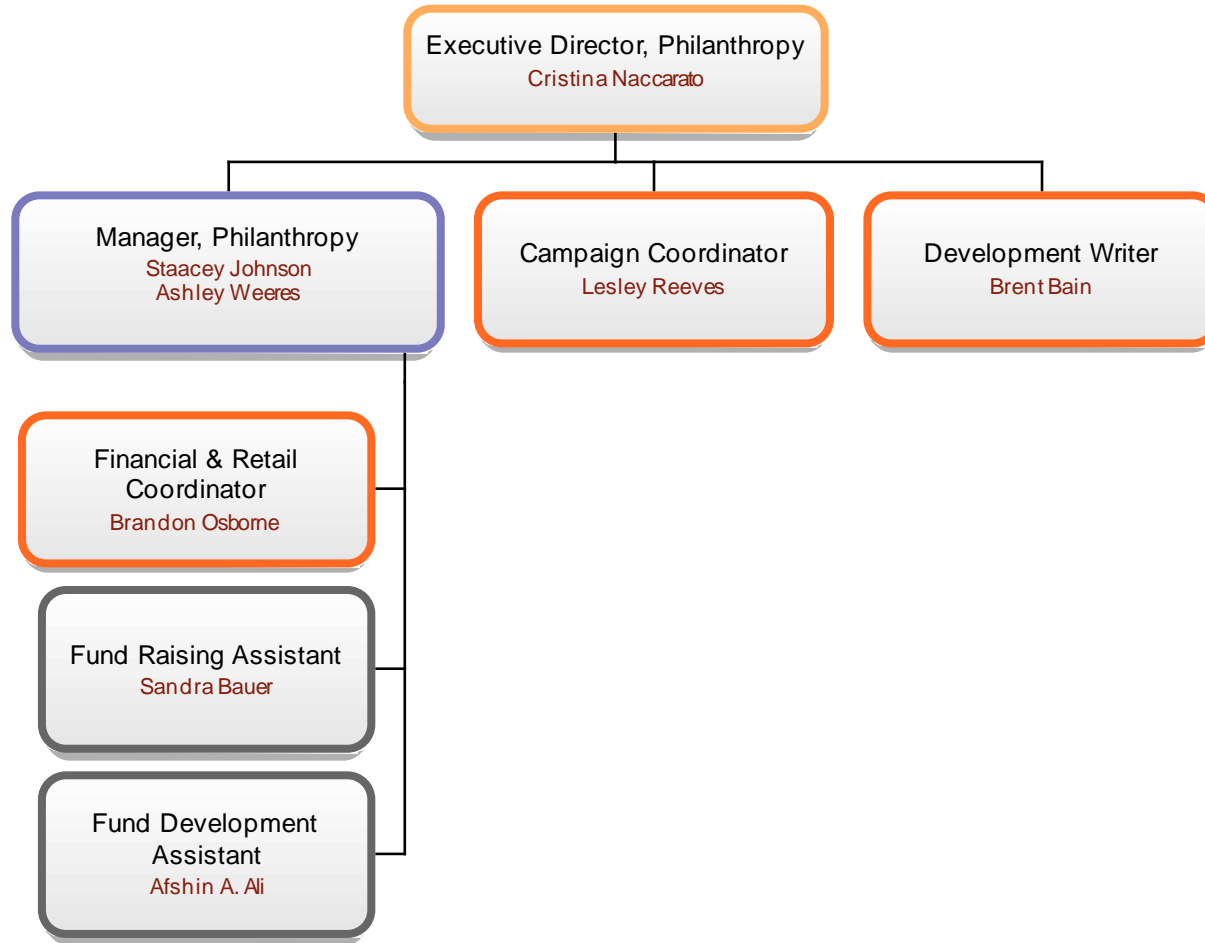 Executive Director, Philanthropy
Cristina Naccarato
Manager, Philanthropy
Staacey Johnson
Ashley Weeres
Campaign Coordinator
Lesley Reeves
Development Writer
Brent Bain
Financial & Retail
Coordinator
Brandon Osborne
Fund Raising Assistant
Sandra Bauer
Fund Development
Assistant
Afshin A. Ali